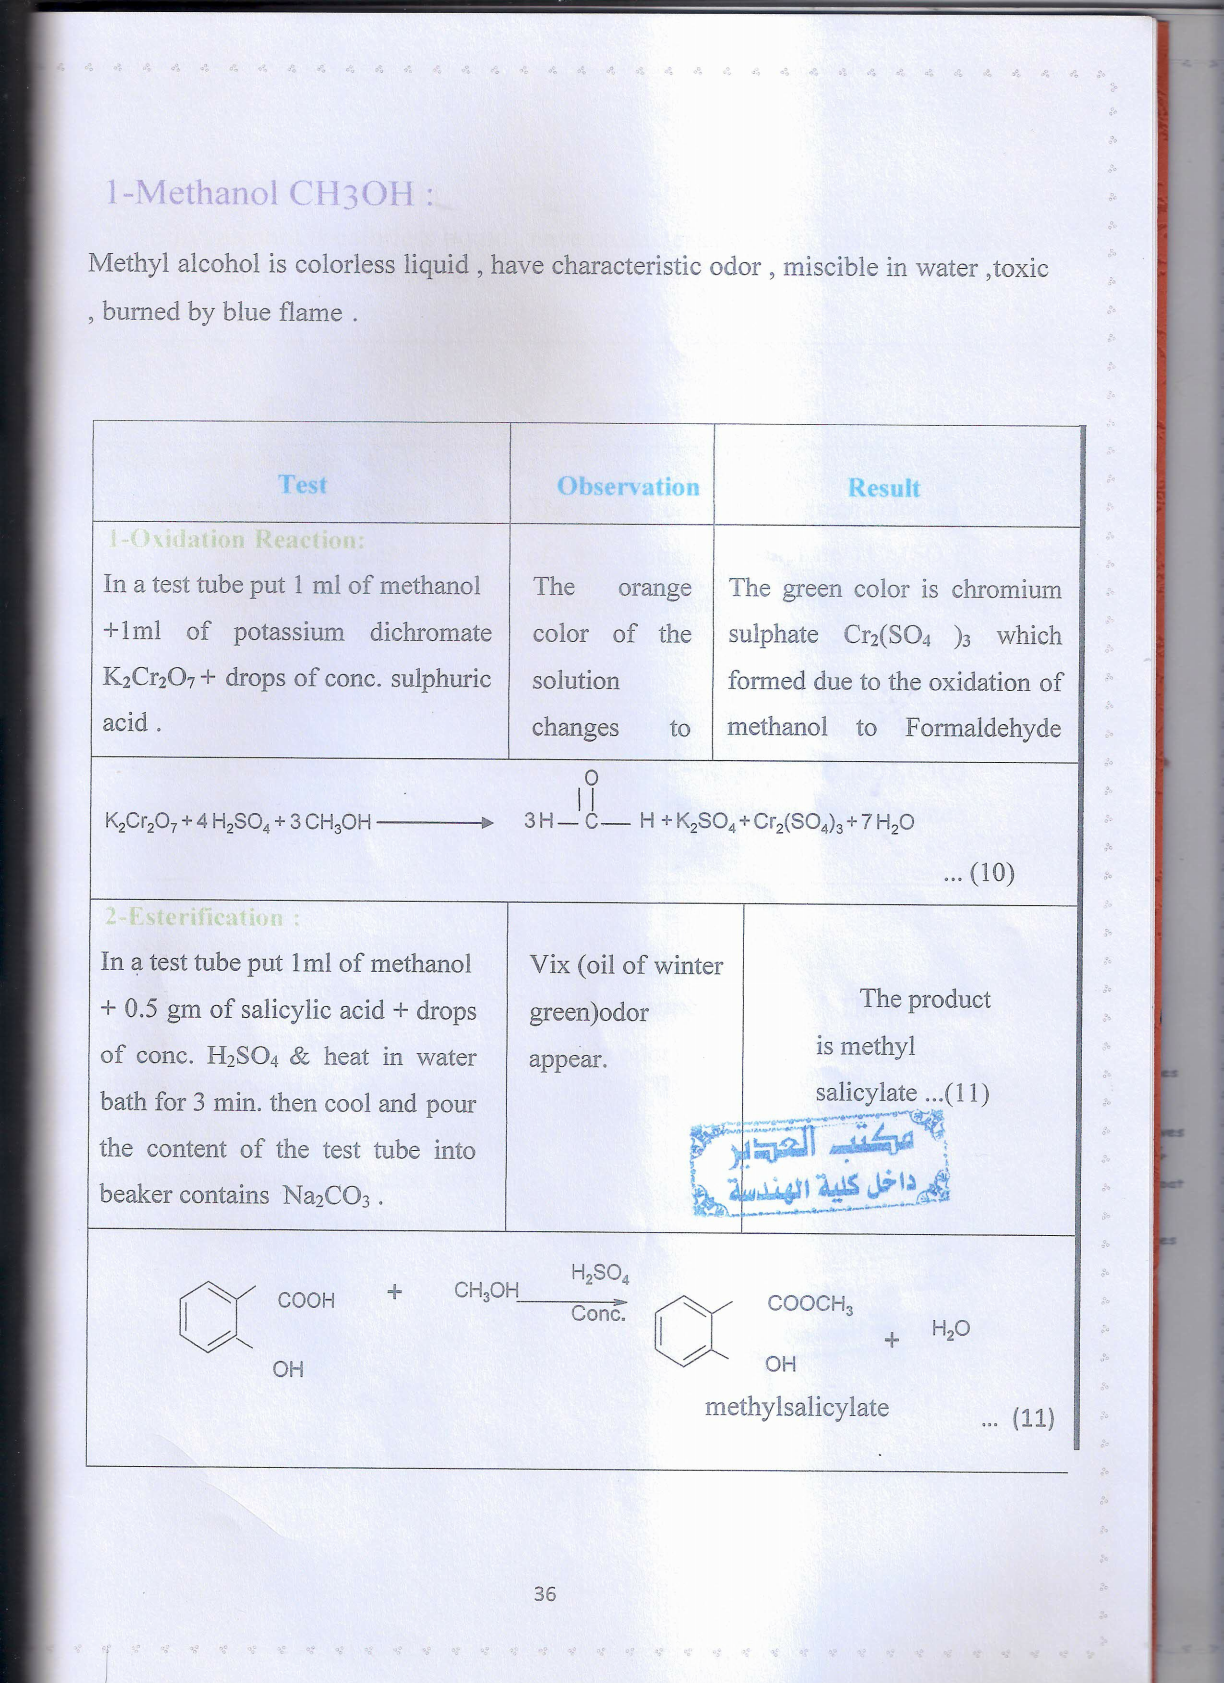 1-Methanol CH3OH :
Methyl alcohol is colorless liquid , have characteristic odor , miscible in water ,toxic
, burned by blue flame .
Test
Observation
Result
1-Oxidation Reaction:
In a test tube put 1 ml of methanol
+1ml of potassium dichromate
K₂Cr₂O₇ + drops of conc. sulphuric
acid .
The orange
color of the
solution
changes to
The green color is chromium
sulphate Cr₂(SO₄ )₃ which
formed due to the oxidation of
methanol to Formaldehyde
O
K₂Cr₂O₇ + 4 H₂SO₄ + 3 CH₃OH ⟶ 3 H — C — H + K₂SO₄ + Cr₂(SO₄)₃ + 7 H₂O
... (10)
2-Esterification :
In a test tube put 1ml of methanol
+ 0.5 gm of salicylic acid + drops
of conc. H₂SO₄ & heat in water
bath for 3 min. then cool and pour
the content of the test tube into
beaker contains Na₂CO₃ .
Vix (oil of winter
green)odor
appear.
The product
is methyl
salicylate ...(11)
مكتب الغدير
داخل كلية الهندسة
COOH
OH
+
CH₃OH
H₂SO₄
Conc.
COOCH₃
OH
+
H₂O
methylsalicylate
... (11)
36